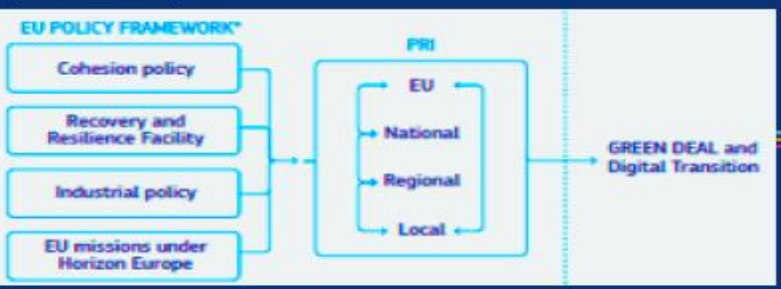 EU POLICY FRAMEWORK*
Cohesion policy
Recovery and
Resilience Facility
Industrial policy
EU missions under
Horizon Europe
PRI
EU
National
Regional
Local
GREEN DEAL and
Digital Transition